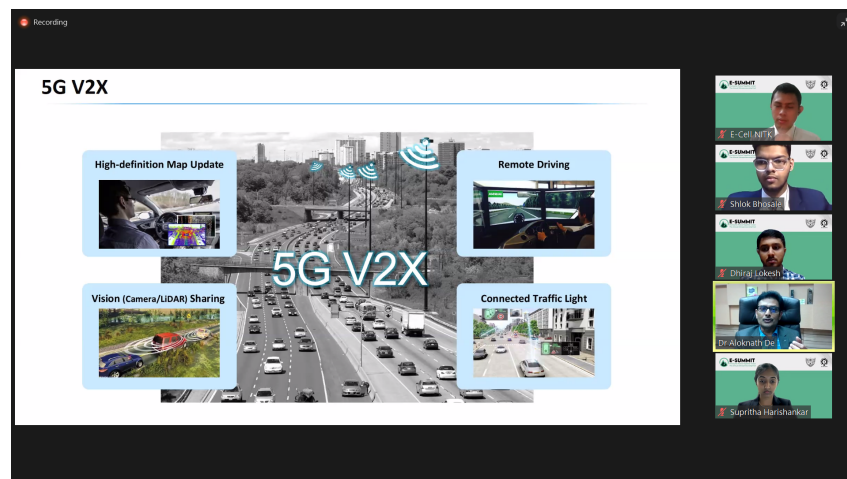 Recording
5G V2X
High-definition Map Update
Remote Driving
5G V2X
Vision (Camera/LiDAR) Sharing
Connected Traffic Light
E-SUMMIT
E-Cell NITK
E-SUMMIT
Shlok Bhosale
E-SUMMIT
Dhiraj Lokesh
Dr Aloknath De
E-SUMMIT
Supritha Harishankar